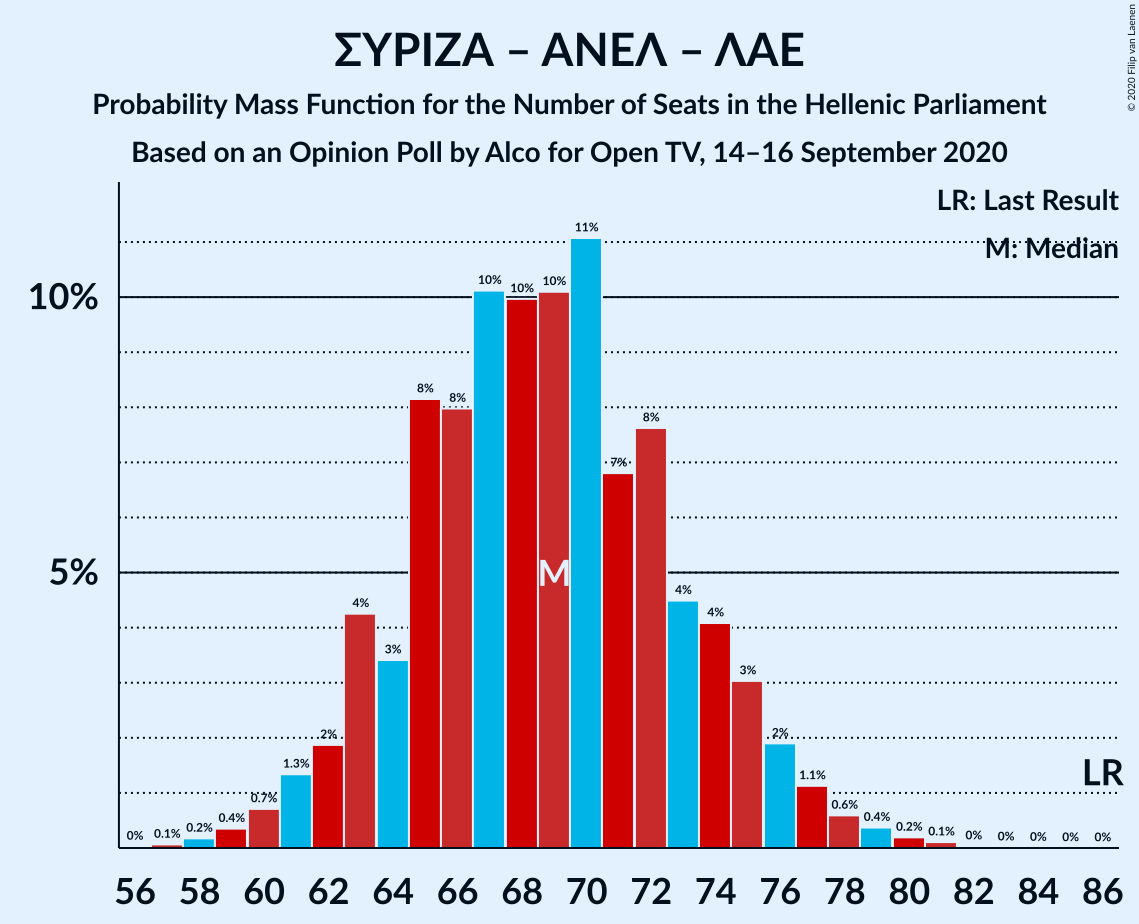 ΣΥΡΙΖΑ – ΑΝΕΛ – ΛΑΕ
Probability Mass Function for the Number of Seats in the Hellenic Parliament
Based on an Opinion Poll by Alco for Open TV, 14–16 September 2020
© 2020 Filip van Laenen
LR: Last Result
M: Median
10%
5%
0% 0.1% 0.2% 0.4% 0.7% 1.3% 2% 4% 3% 8% 8% 10% 10% 10% 11% 7% 8% 4% 4% 3% 2% 1.1% 0.6% 0.4% 0.2% 0.1% 0% 0% 0% 0% 0%
M
LR
56 58 60 62 64 66 68 70 72 74 76 78 80 82 84 86